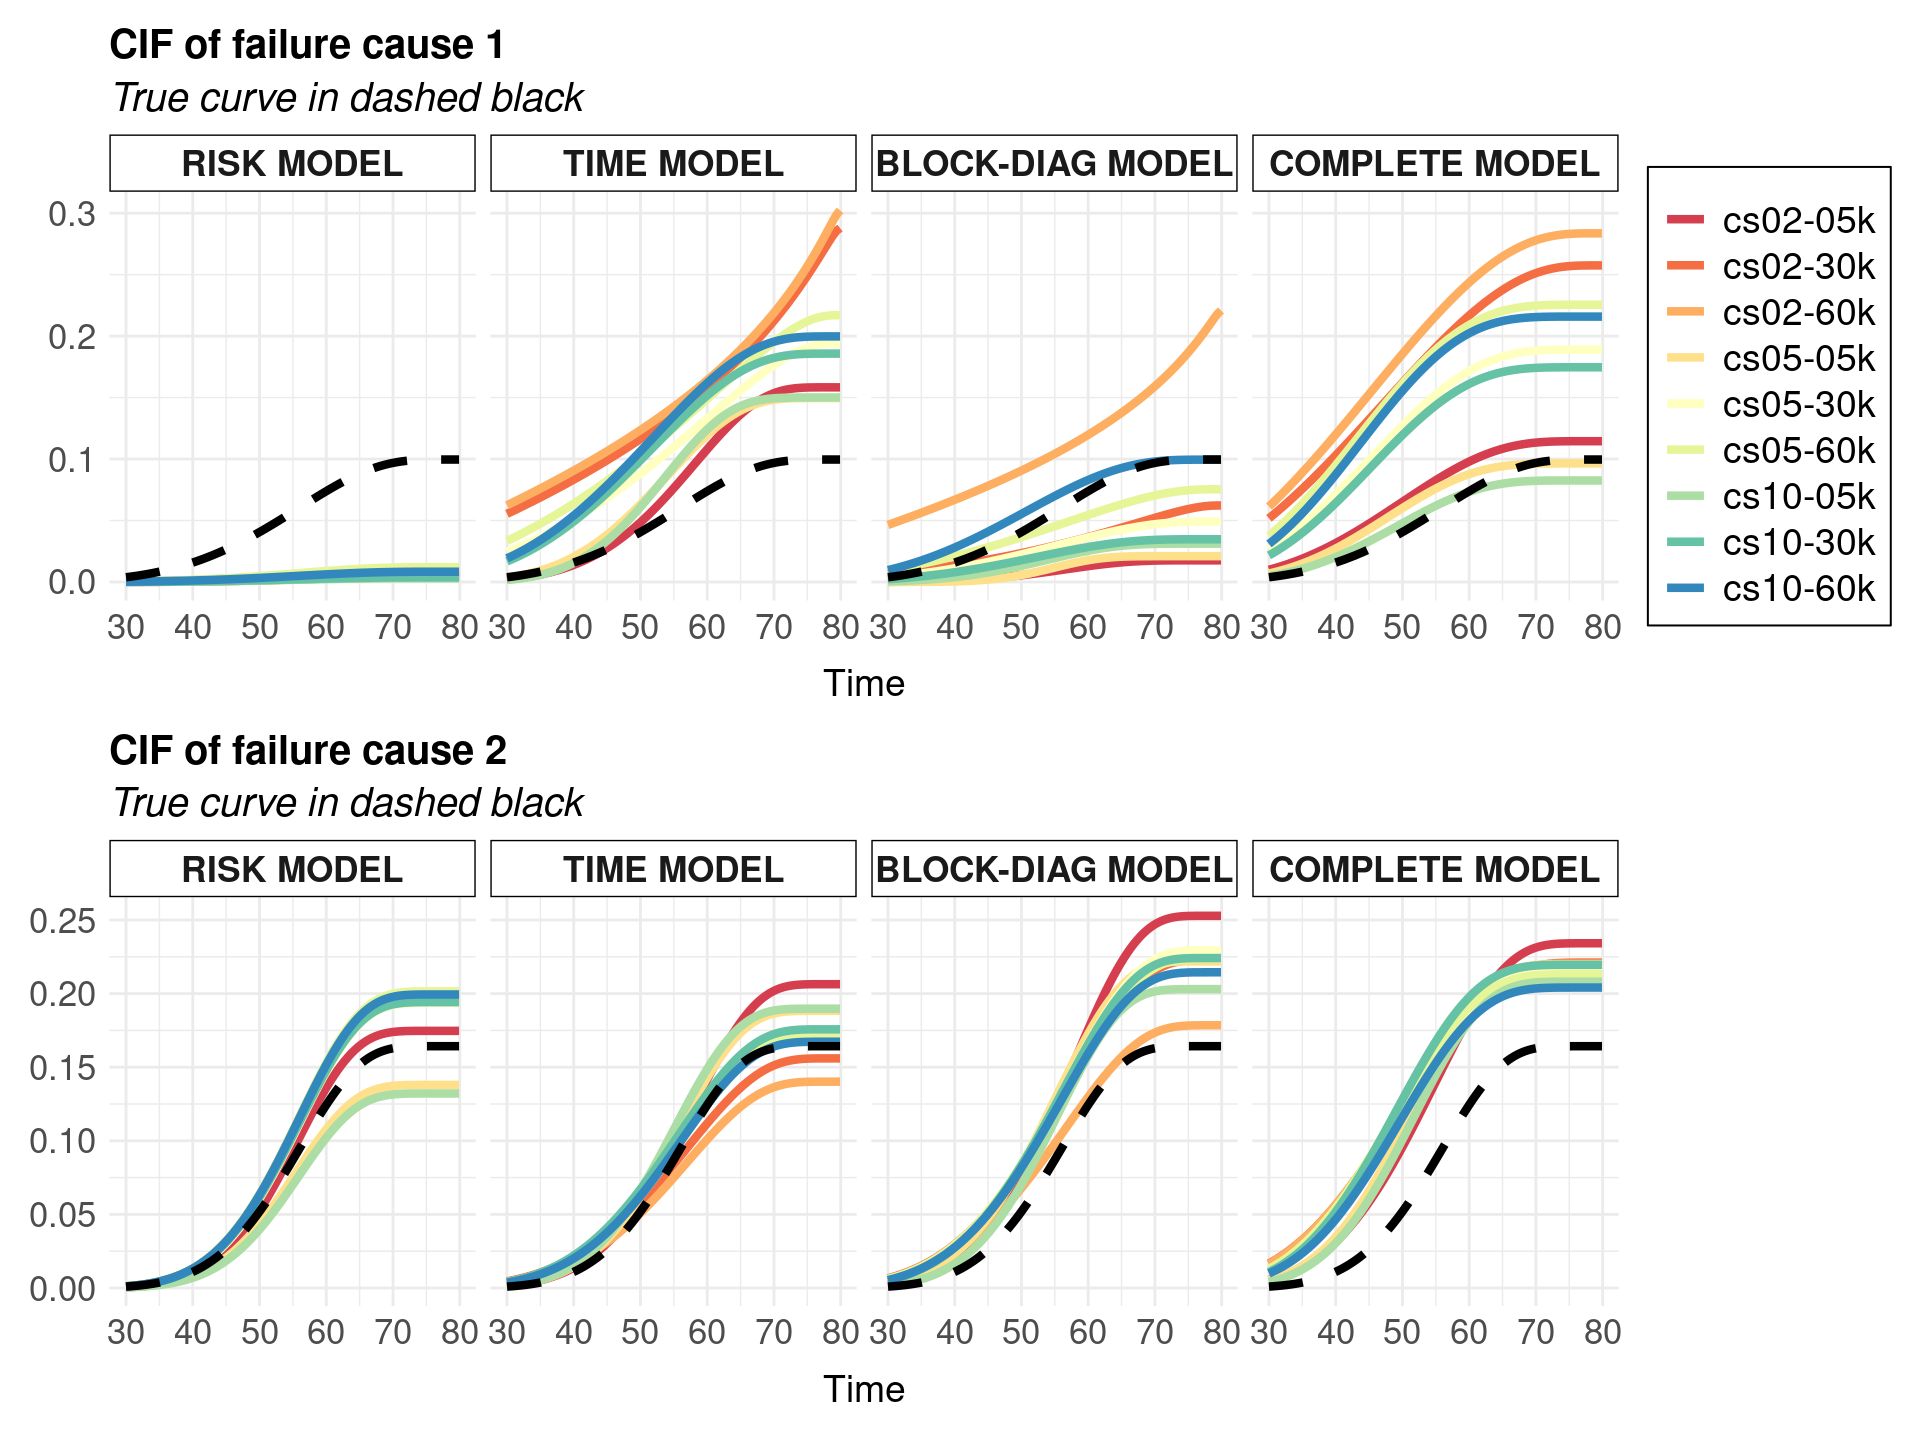 CIF of failure cause 1
True curve in dashed black
RISK MODEL TIME MODEL BLOCK-DIAG MODEL COMPLETE MODEL
0.3
0.2
0.1
0.0
30 40 50 60 70 80 30 40 50 60 70 80 30 40 50 60 70 80 30 40 50 60 70 80
Time
cs02-05k
cs02-30k
cs02-60k
cs05-05k
cs05-30k
cs05-60k
cs10-05k
cs10-30k
cs10-60k
CIF of failure cause 2
True curve in dashed black
RISK MODEL TIME MODEL BLOCK-DIAG MODEL COMPLETE MODEL
0.25
0.20
0.15
0.10
0.05
0.00
30 40 50 60 70 80 30 40 50 60 70 80 30 40 50 60 70 80 30 40 50 60 70 80
Time